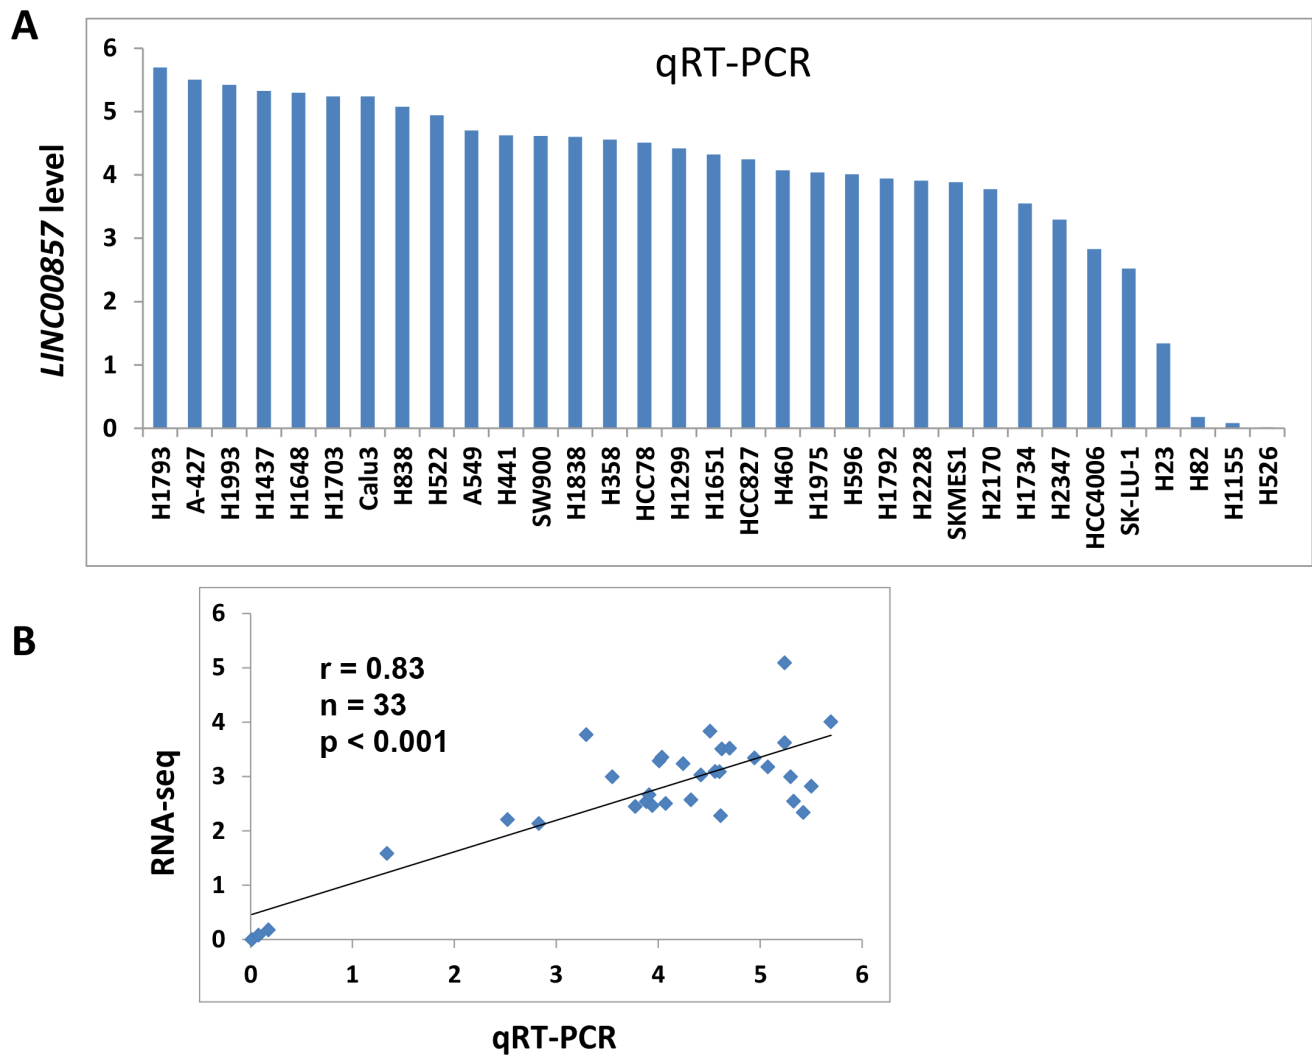 A
qRT-PCR
LINC00857 level
6
5
4
3
2
1
0
H1793
A-427
H1993
H1437
H1648
H1703
Calu3
H838
H522
A549
H441
SW900
H1838
H358
HCC78
H1299
H1651
HCC827
H460
H1975
H596
H1792
H2228
SKMES1
H2170
H1734
H2347
HCC4006
SK-LU-1
H23
H82
H1155
H526
B
r = 0.83
n = 33
p < 0.001
RNA-seq
6
5
4
3
2
1
0
0 1 2 3 4 5 6
qRT-PCR